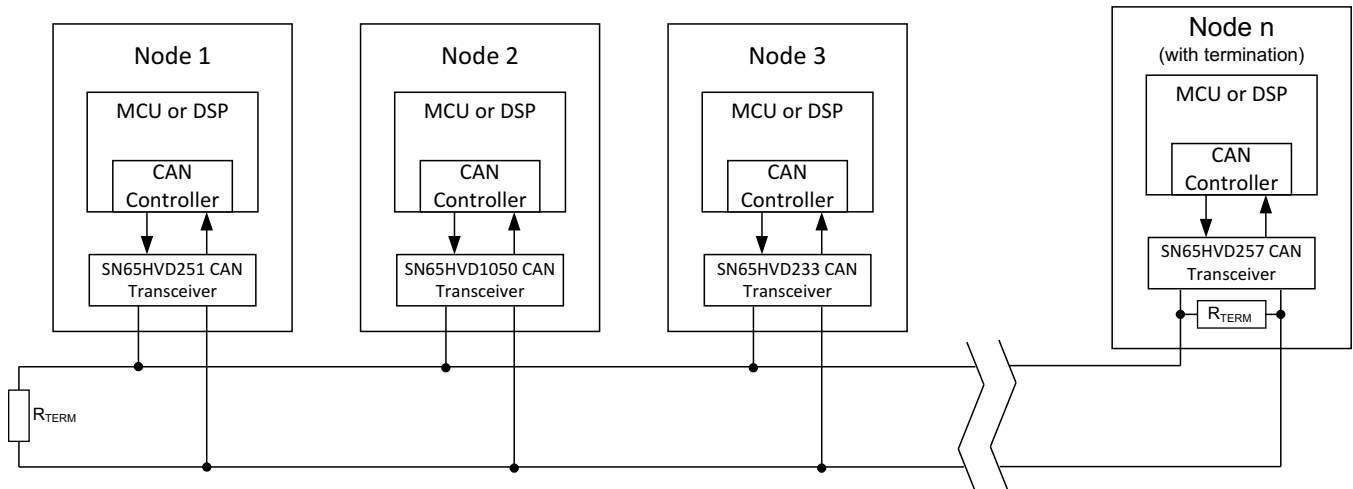 Node 1
MCU or DSP
CAN
Controller
SN65HVD251 CAN
Transceiver
Node 2
MCU or DSP
CAN
Controller
SN65HVD1050 CAN
Transceiver
Node 3
MCU or DSP
CAN
Controller
SN65HVD233 CAN
Transceiver
Node n
(with termination)
MCU or DSP
CAN
Controller
SN65HVD257 CAN
Transceiver
RTERM
RTERM